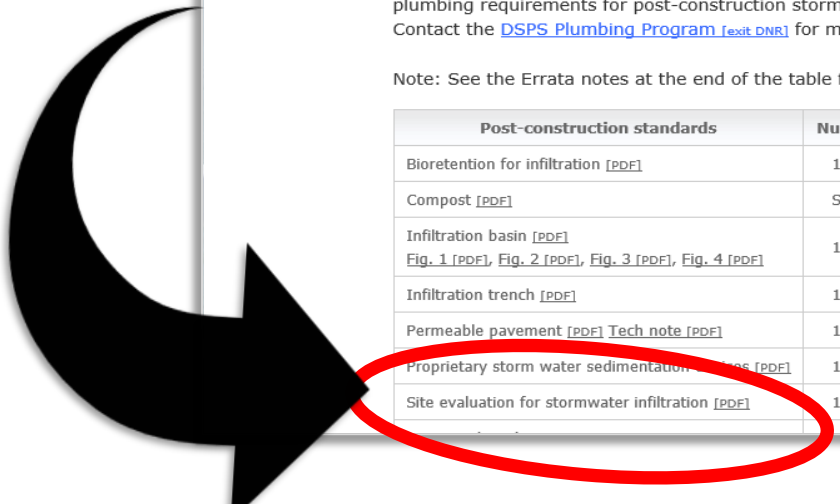 plumbing requirements for post-construction storm
Contact the DSPS Plumbing Program [exit DNR] for m
Note: See the Errata notes at the end of the table
Post-construction standards Nu
Bioretention for infiltration [PDF] 1
Compost [PDF] S
Infiltration basin [PDF] 1
Fig. 1 [PDF], Fig. 2 [PDF], Fig. 3 [PDF], Fig. 4 [PDF]
Infiltration trench [PDF] 1
Permeable pavement [PDF] Tech note [PDF] 1
Proprietary storm water sedimentation [PDF] 1
Site evaluation for stormwater infiltration [PDF] 1